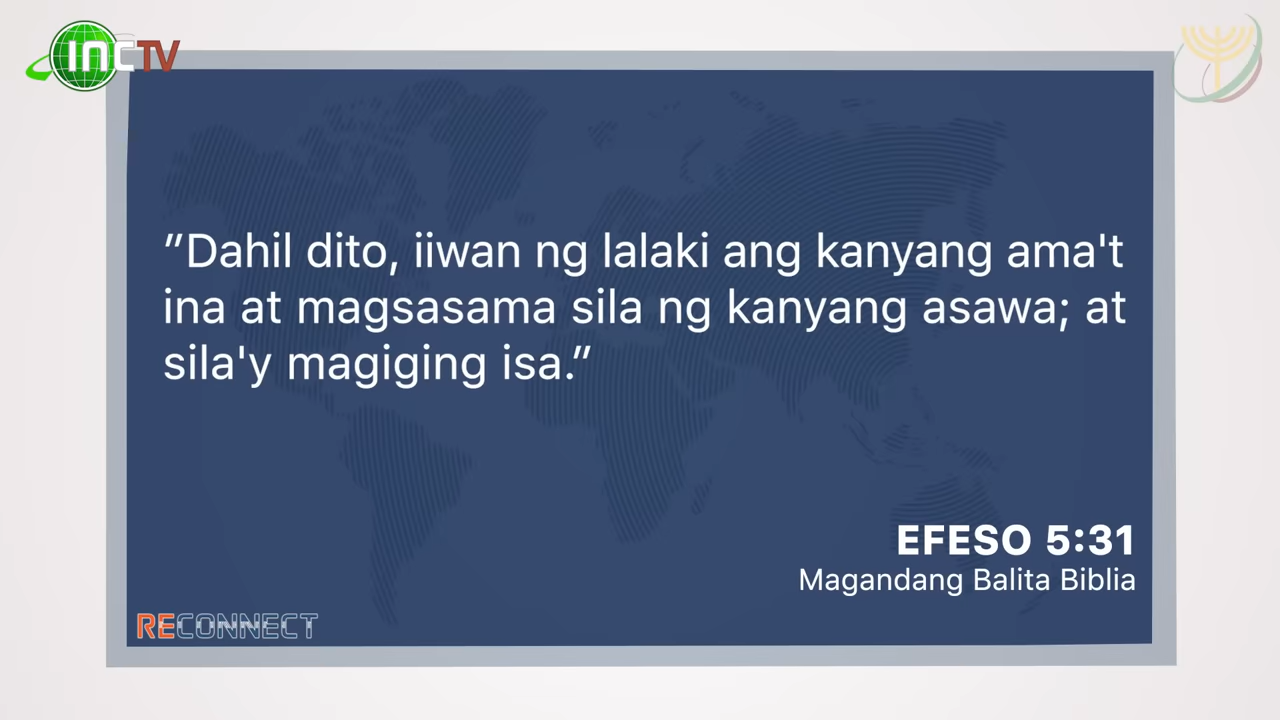 INCTV
"Dahil dito, iiwan ng lalaki ang kanyang ama't
ina at magsasama sila ng kanyang asawa; at
sila'y magiging isa."
EFESO 5:31
Magandang Balita Biblia
RECONNECT